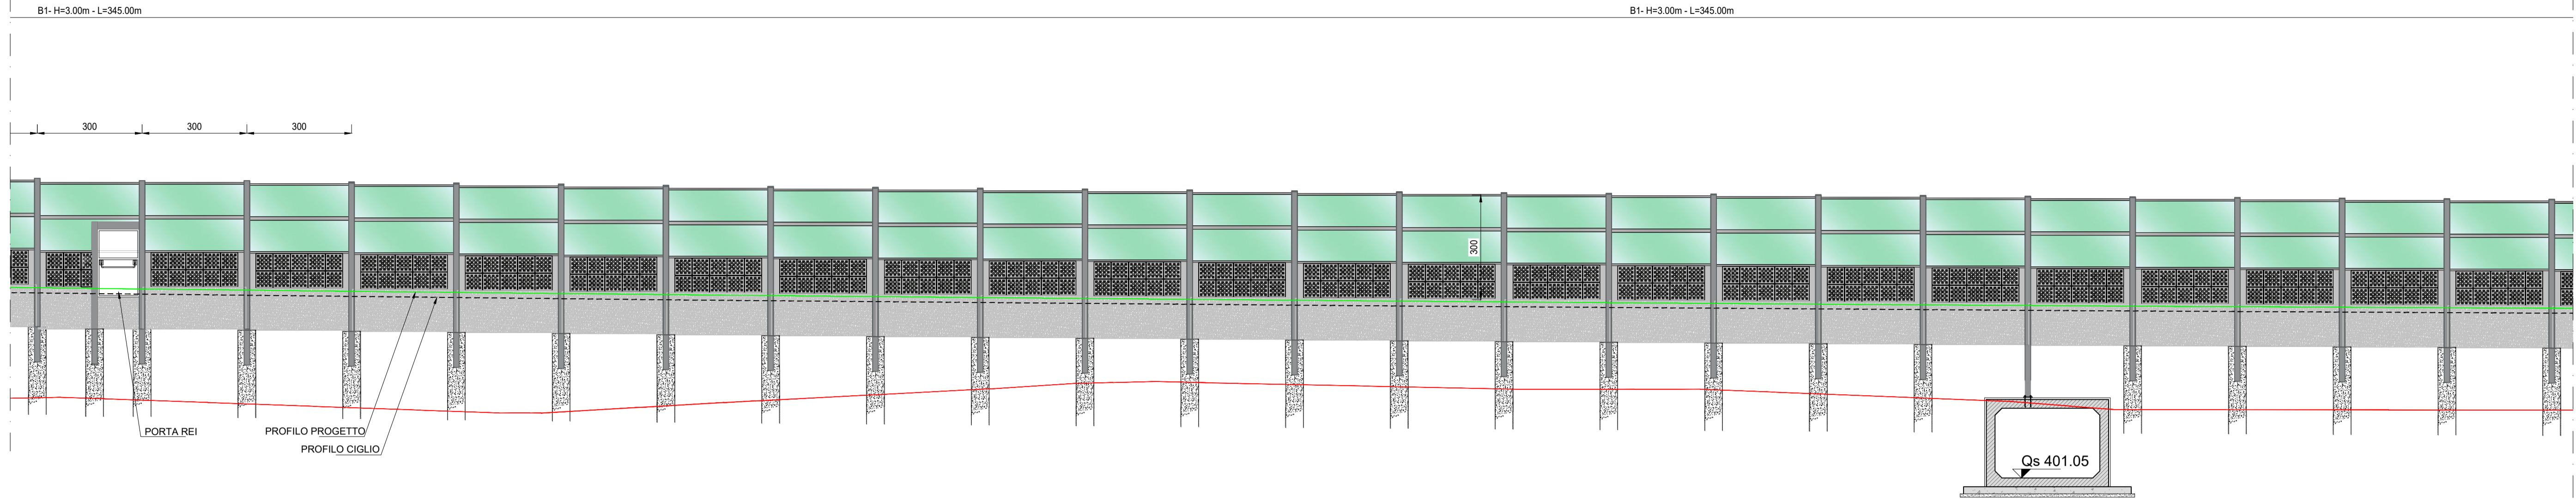 B1- H=3.00m - L=345.00m
B1- H=3.00m - L=345.00m
300
300
300
300
PORTA REI
PROFILO PROGETTO
PROFILO CIGLIO
Qs 401.05